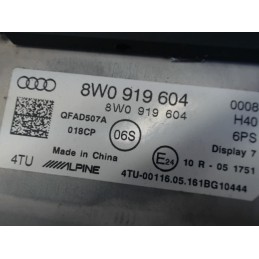 8W0 919 604
8W0 919 604
0008
H40
6PS
QFAD507A
018CP
06S
Display 7
Made in China
E24
10 R - 05 1751
4TU
ALPINE
4TU-00116.05.161BG10444